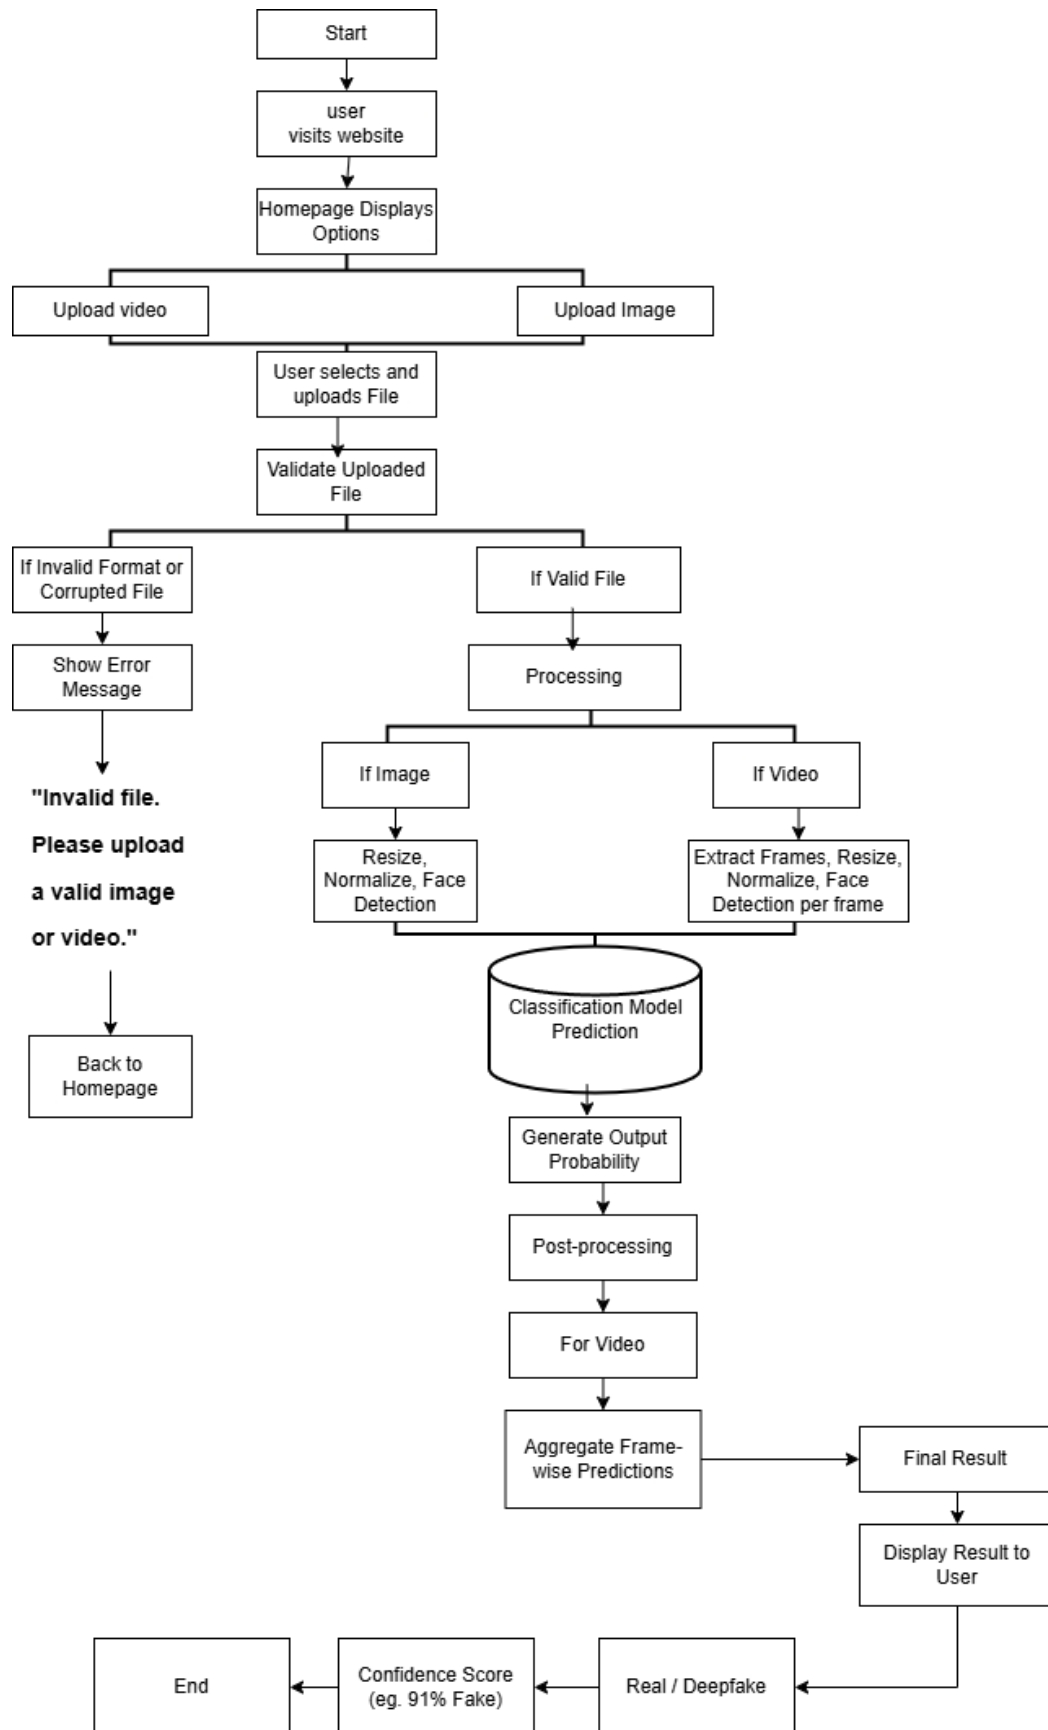 Start
user
visits website
Homepage Displays
Options
Upload video
Upload Image
User selects and
uploads File
Validate Uploaded
File
If Invalid Format or
Corrupted File
If Valid File
Show Error
Message
Processing
If Image
If Video
"Invalid file.
Please upload
a valid image
or video."
Resize,
Normalize, Face
Detection
Extract Frames, Resize,
Normalize, Face
Detection per frame
Classification Model
Prediction
Back to
Homepage
Generate Output
Probability
Post-processing
For Video
Aggregate Frame-
wise Predictions
Final Result
Display Result to
User
Real / Deepfake
Confidence Score
(eg. 91% Fake)
End